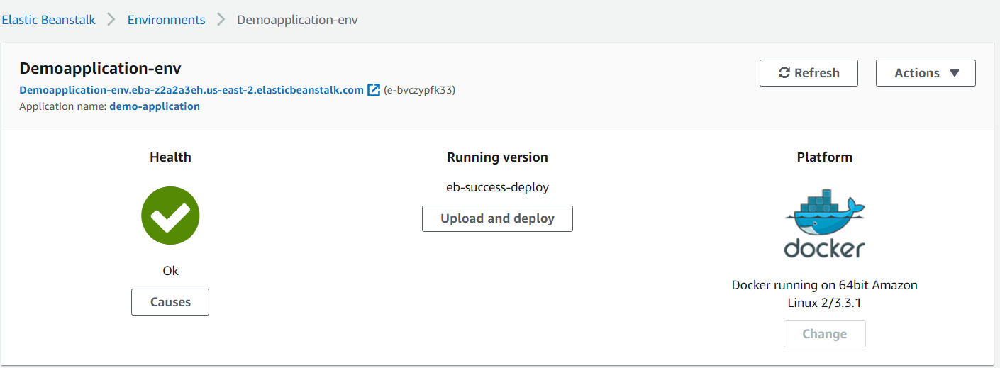 Elastic Beanstalk Environments Demoapplication-env
Demoapplication-env
Refresh
Actions
Demoapplication-env.eba-z2a2a3eh.us-east-2.elasticbeanstalk.com (e-bvczypfk33)
Application name: demo-application
Health
Ok
Causes
Running version
eb-success-deploy
Upload and deploy
Platform
docker
Docker running on 64bit Amazon
Linux 2/3.3.1
Change